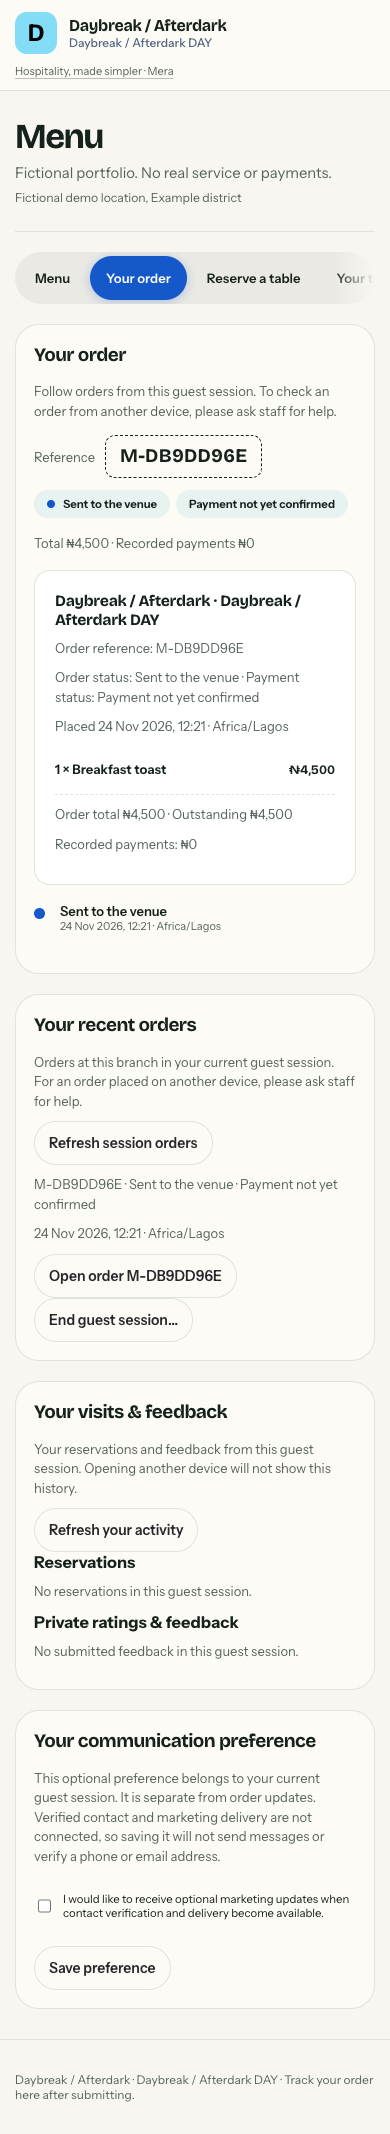 D
Daybreak / Afterdark
Daybreak / Afterdark DAY
Hospitality, made simpler · Mera
Menu
Fictional portfolio. No real service or payments.
Fictional demo location, Example district
Menu
Your order
Reserve a table
Your t
Your order
Follow orders from this guest session. To check an
order from another device, please ask staff for help.
Reference
M-DB9DD96E
Sent to the venue
Payment not yet confirmed
Total ₦4,500 · Recorded payments ₦0
Daybreak / Afterdark · Daybreak /
Afterdark DAY
Order reference: M-DB9DD96E
Order status: Sent to the venue · Payment
status: Payment not yet confirmed
Placed 24 Nov 2026, 12:21 · Africa/Lagos
1 × Breakfast toast
₦4,500
Order total ₦4,500 · Outstanding ₦4,500
Recorded payments: ₦0
Sent to the venue
24 Nov 2026, 12:21 · Africa/Lagos
Your recent orders
Orders at this branch in your current guest session.
For an order placed on another device, please ask staff
for help.
Refresh session orders
M-DB9DD96E · Sent to the venue · Payment not yet
confirmed
24 Nov 2026, 12:21 · Africa/Lagos
Open order M-DB9DD96E
End guest session…
Your visits & feedback
Your reservations and feedback from this guest
session. Opening another device will not show this
history.
Refresh your activity
Reservations
No reservations in this guest session.
Private ratings & feedback
No submitted feedback in this guest session.
Your communication preference
This optional preference belongs to your current
guest session. It is separate from order updates.
Verified contact and marketing delivery are not
connected, so saving it will not send messages or
verify a phone or email address.
I would like to receive optional marketing updates when
contact verification and delivery become available.
Save preference
Daybreak / Afterdark · Daybreak / Afterdark DAY · Track your order
here after submitting.